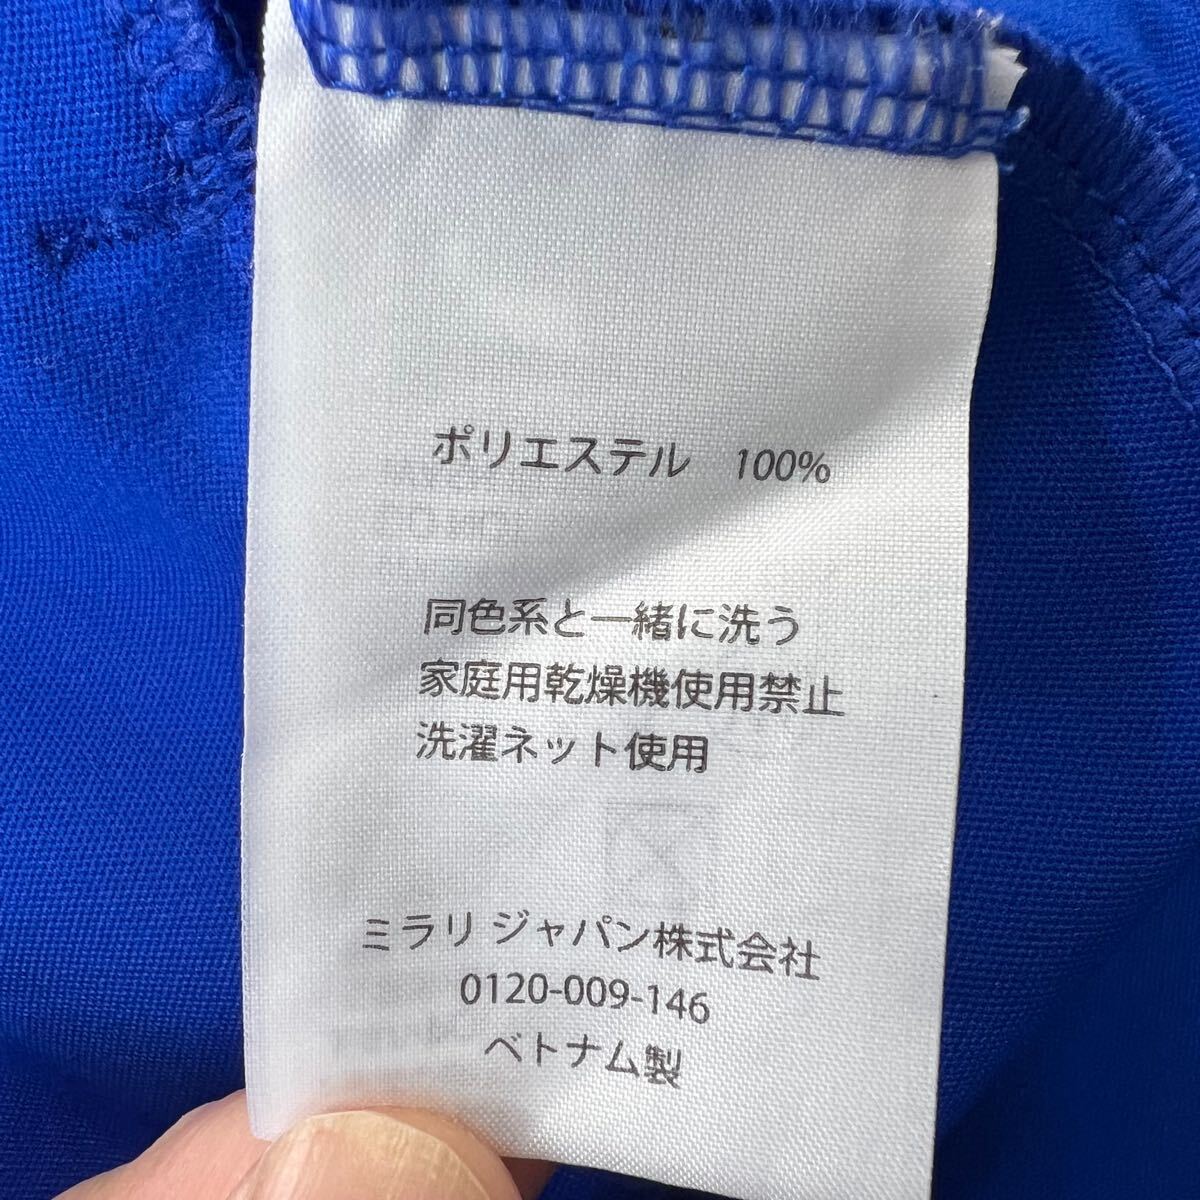 ポリエステル 100%
同色系と一緒に洗う
家庭用乾燥機使用禁止
洗濯ネット使用
ミラリ ジャパン株式会社
0120-009-146
ベトナム製